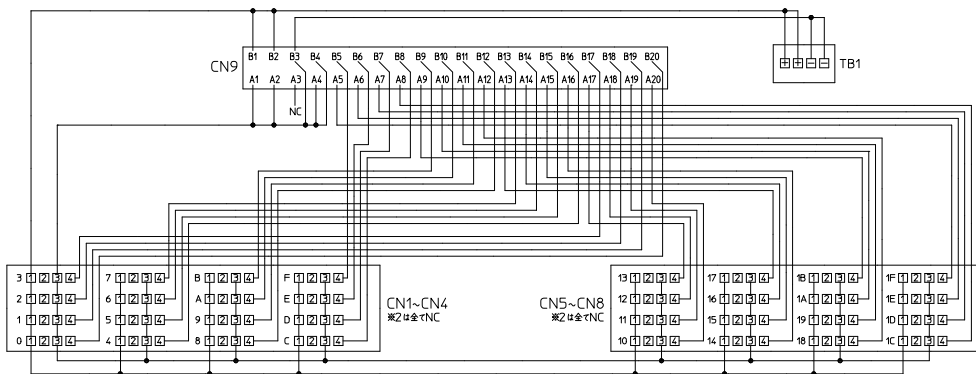 B1 B2 B3 B4 B5 B6 B7 B8 B9 B10 B11 B12 B13 B14 B15 B16 B17 B18 B19 B20
CN9
A1 A2 A3 A4 A5 A6 A7 A8 A9 A10 A11 A12 A13 A14 A15 A16 A17 A18 A19 A20
NC
+ + - - TB1
3 1 2 3 4 7 1 2 3 4 B 1 2 3 4 F 1 2 3 4
2 1 2 3 4 6 1 2 3 4 A 1 2 3 4 E 1 2 3 4
1 1 2 3 4 5 1 2 3 4 9 1 2 3 4 D 1 2 3 4
0 1 2 3 4 4 1 2 3 4 8 1 2 3 4 C 1 2 3 4
CN1~CN4
※2は全てNC
CN5~CN8
※2は全てNC
13 1 2 3 4 17 1 2 3 4 1B 1 2 3 4 1F 1 2 3 4
12 1 2 3 4 16 1 2 3 4 1A 1 2 3 4 1E 1 2 3 4
11 1 2 3 4 15 1 2 3 4 19 1 2 3 4 1D 1 2 3 4
10 1 2 3 4 14 1 2 3 4 18 1 2 3 4 1C 1 2 3 4